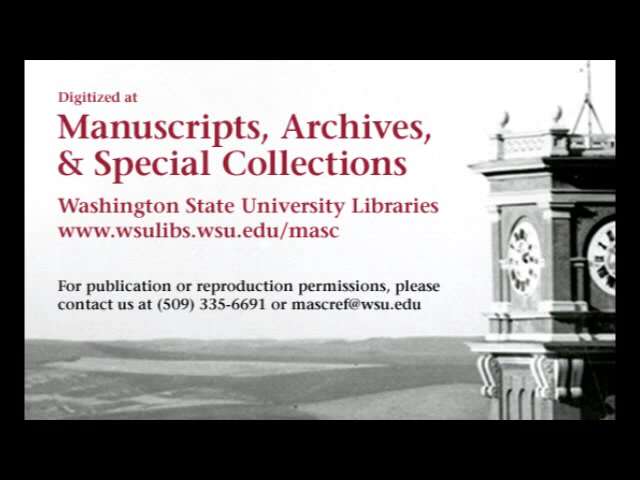 Digitized at
Manuscripts, Archives,
& Special Collections
Washington State University Libraries
www.wsulibs.wsu.edu/masc
For publication or reproduction permissions, please
contact us at (509) 335-6691 or mascref@wsu.edu